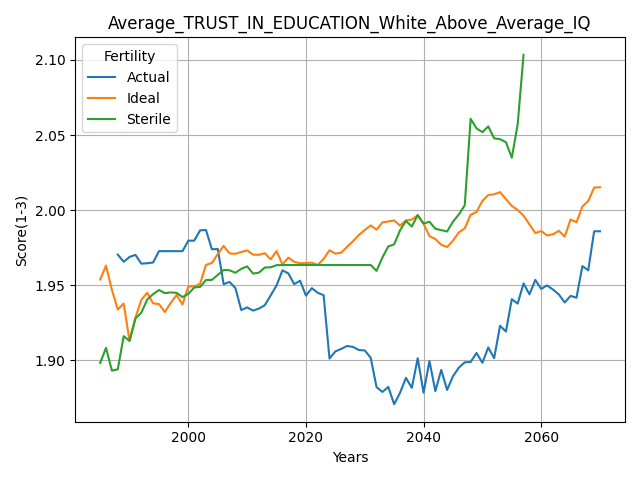 Average_TRUST_IN_EDUCATION_White_Above_Average_IQ
Fertility
Actual
Ideal
Sterile
Score(1-3)
2.10
2.05
2.00
1.95
1.90
2000
2020
2040
2060
Years